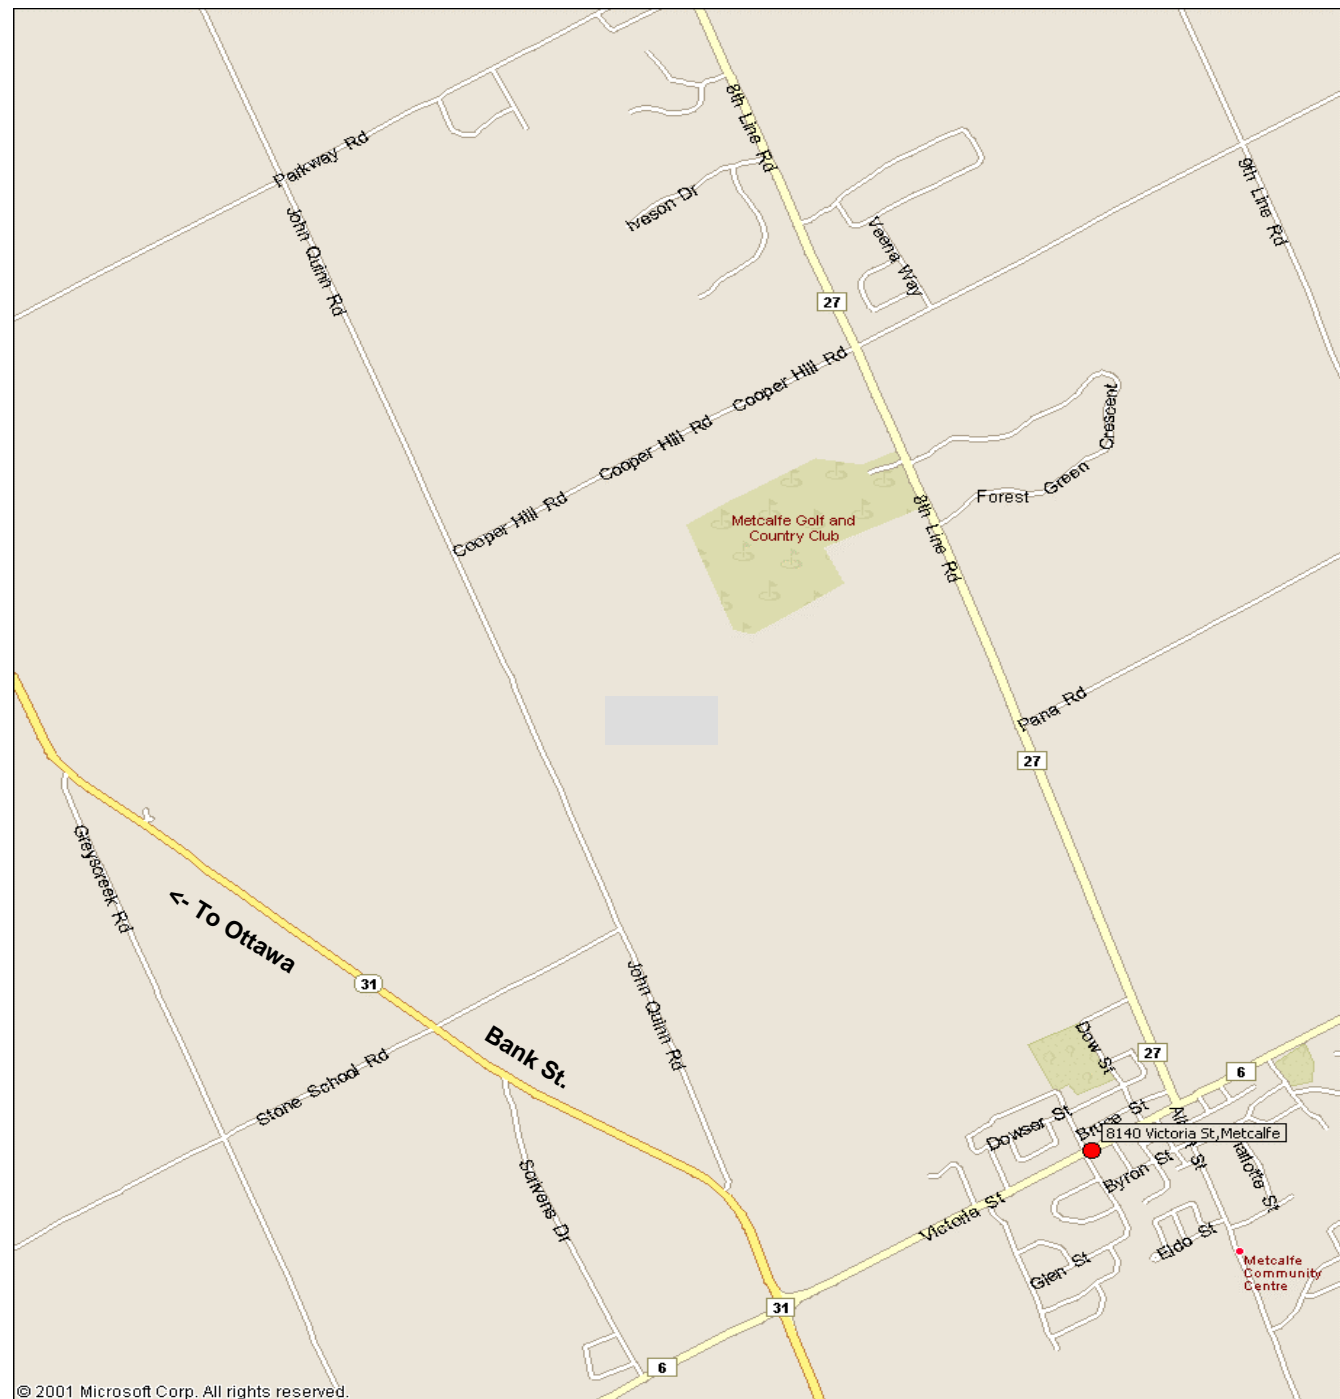 8th Line Rd
Parkway Rd
9th Line Rd
Iveson Dr
John Quinn Rd
Veena Way
27
Cooper Hill Rd
Cooper Hill Rd
Cooper Hill Rd
Forest Green Crescent
Metcalfe Golf and
Country Club
8th Line Rd
Pana Rd
27
Greyscreek Rd
<- To Ottawa
31
John Quinn Rd
Bank St.
Stone School Rd
Dow St
27
6
Dowser St
Bruce St
8140 Victoria St,Metcalfe
Byron St
Scrivens Dr
Victoria St
Eldo St
Glen St
Metcalfe
Community
Centre
31
6
© 2001 Microsoft Corp. All rights reserved.